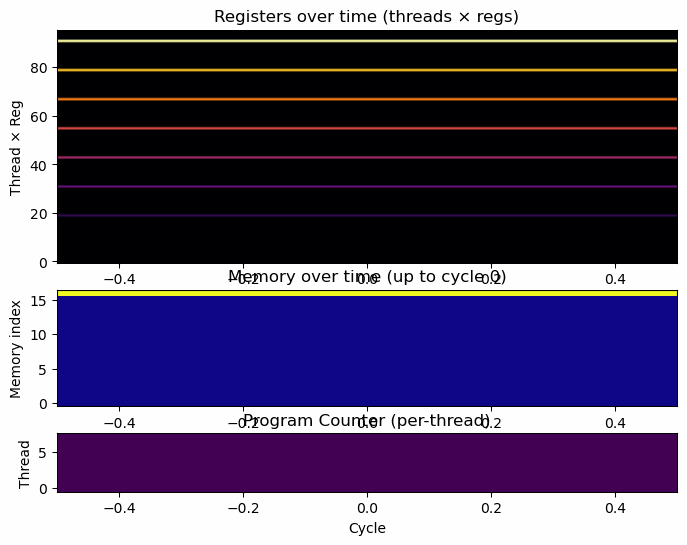 Registers over time (threads × regs)
80
60
40
20
0
Thread × Reg
−0.4 −0.2 0.0 0.2 0.4
Memory over time (up to cycle 0)
15
10
5
0
Memory index
−0.4 −0.2 0.0 0.2 0.4
Program Counter (per-thread)
5
0
Thread
−0.4 −0.2 0.0 0.2 0.4
Cycle